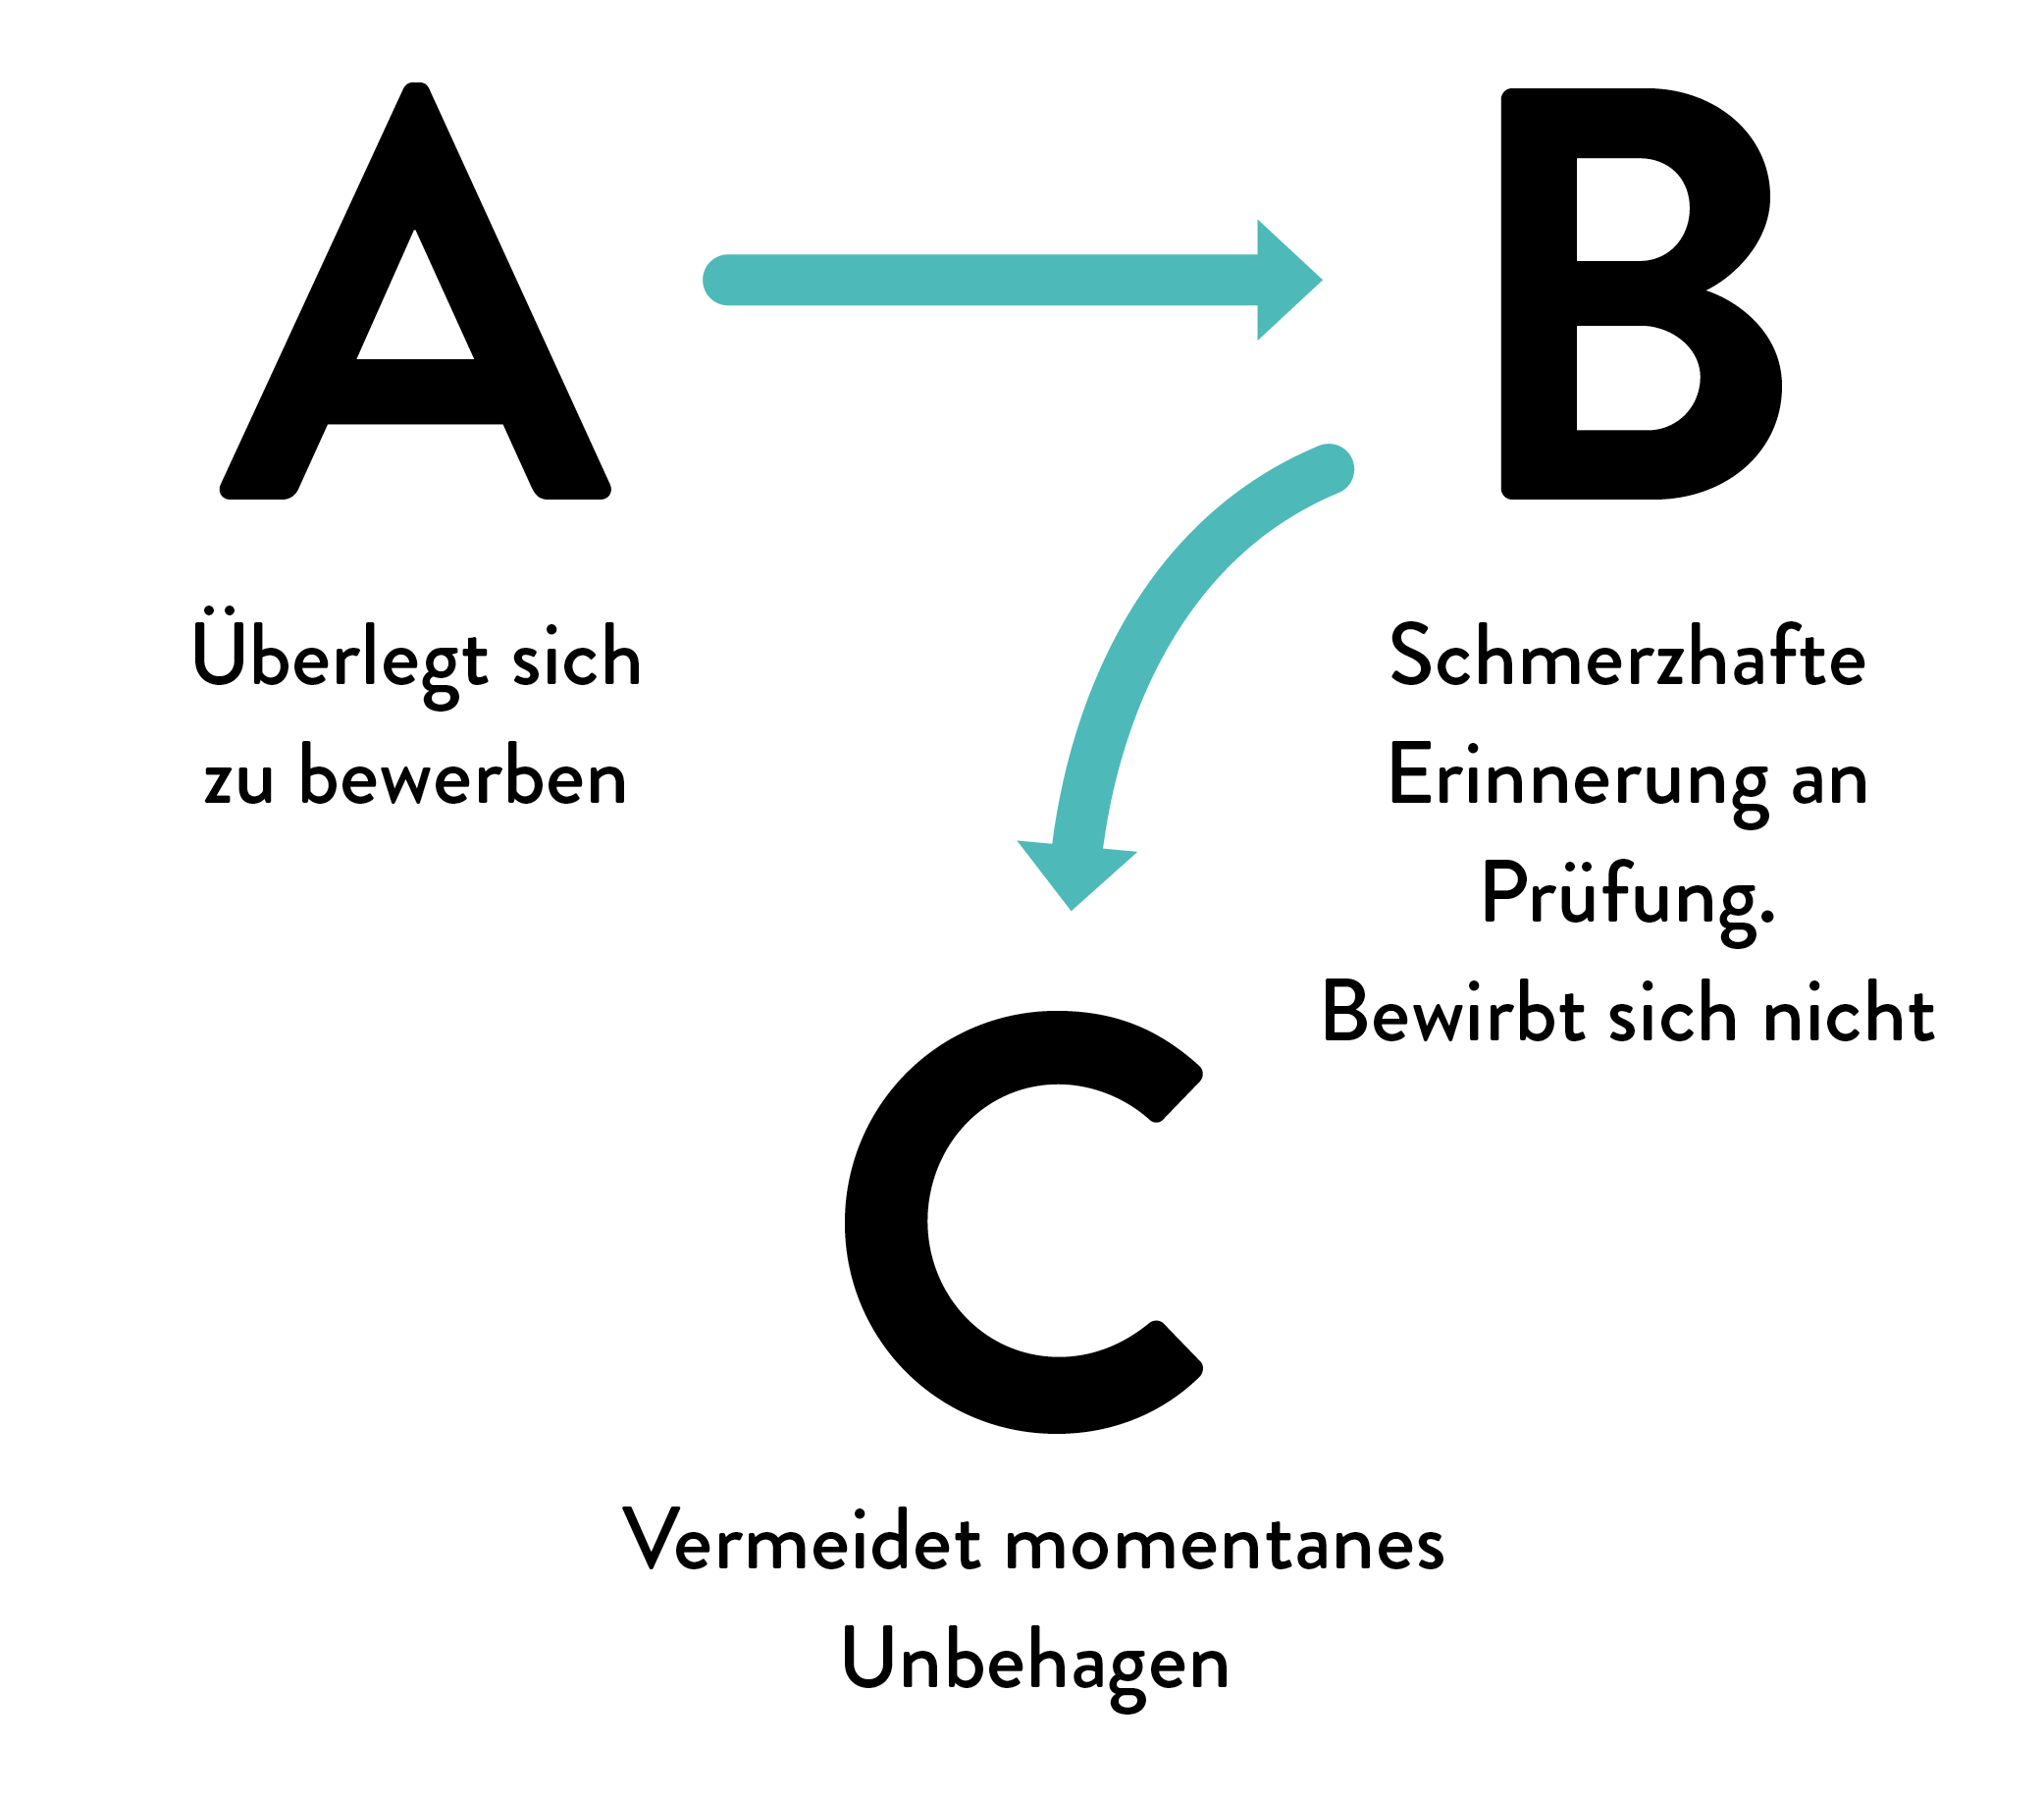 A
B
Überlegt sich
zu bewerben
Schmerzhafte
Erinnerung an
Prüfung.
Bewirbt sich nicht
C
Vermeidet momentanes
Unbehagen